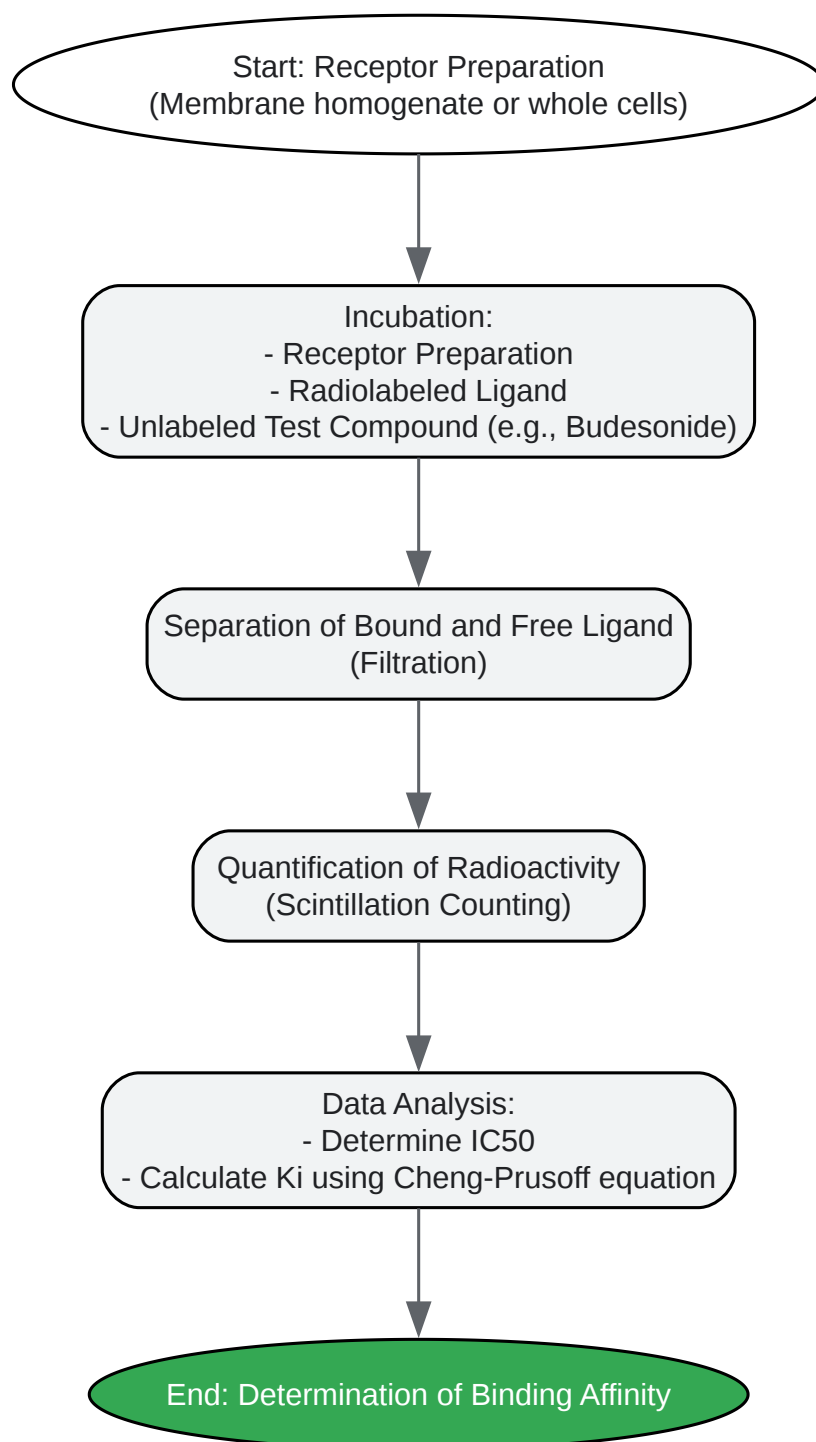 Start: Receptor Preparation
(Membrane homogenate or whole cells)
Incubation:
- Receptor Preparation
- Radiolabeled Ligand
- Unlabeled Test Compound (e.g., Budesonide)
Separation of Bound and Free Ligand
(Filtration)
Quantification of Radioactivity
(Scintillation Counting)
Data Analysis:
- Determine IC50
- Calculate Ki using Cheng-Prusoff equation
End: Determination of Binding Affinity